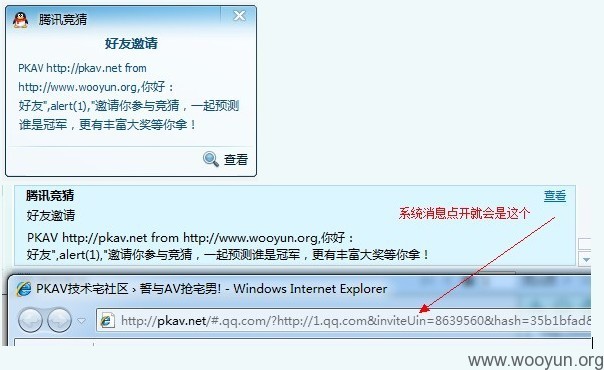 腾讯竞猜
好友邀请
PKAV http://pkav.net from
http://www.wooyun.org,你好：
好友",alert(1),"邀请你参与竞猜，一起预测
谁是冠军，更有丰富大奖等你拿！
查看
腾讯竞猜
查看
好友邀请
系统消息点开就会是这个
PKAV http://pkav.net from http://www.wooyun.org,你好：
好友",alert(1),"邀请你参与竞猜，一起预测谁是冠军，更有丰富大奖等你拿！
PKAV技术宅社区 › 暂与AV抢宅男! - Windows Internet Explorer
http://pkav.net/#.qq.com/?http://1.qq.com&inviteUin=8639560&hash=35b1bfad&
www.wooyun.org